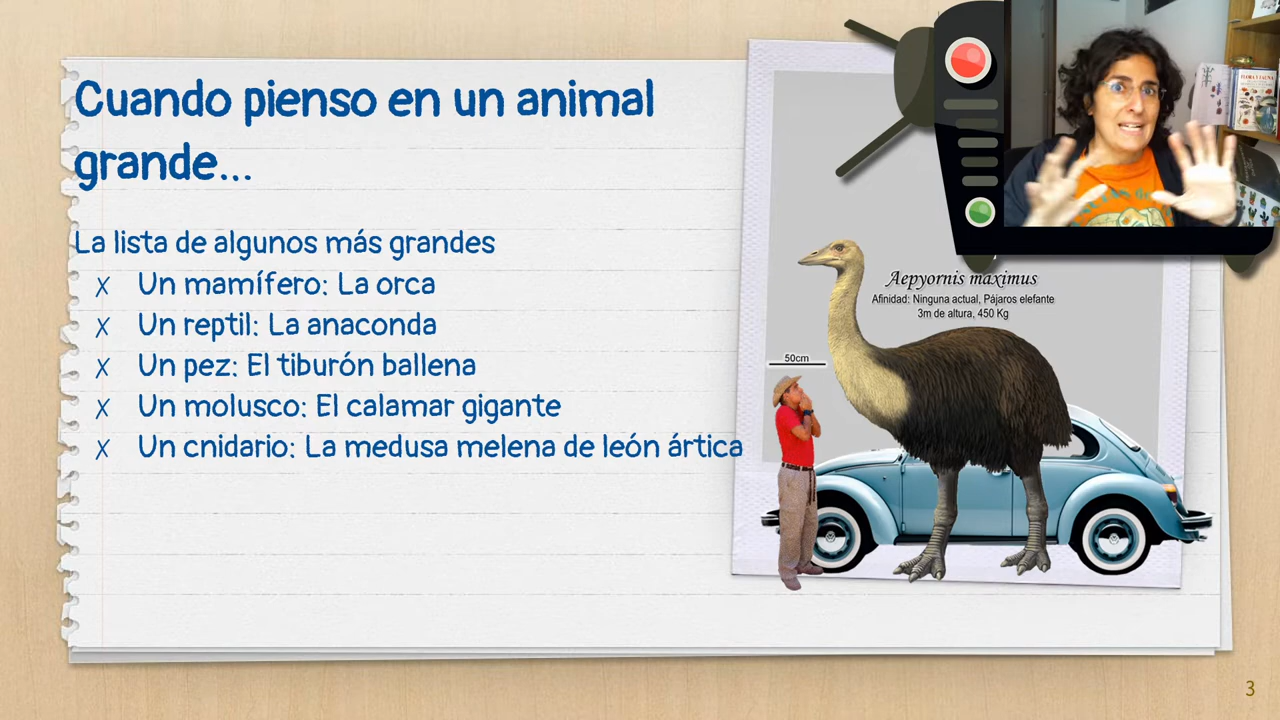 Cuando pienso en un animal
grande...
La lista de algunos más grandes
x Un mamífero: La orca
x Un reptil: La anaconda
x Un pez: El tiburón ballena
x Un molusco: El calamar gigante
x Un cnidario: La medusa melena de león ártica
Aepyornis maximus
Afinidad: Ninguna actual, Pájaros elefante
3m de altura, 450 Kg
50cm
3